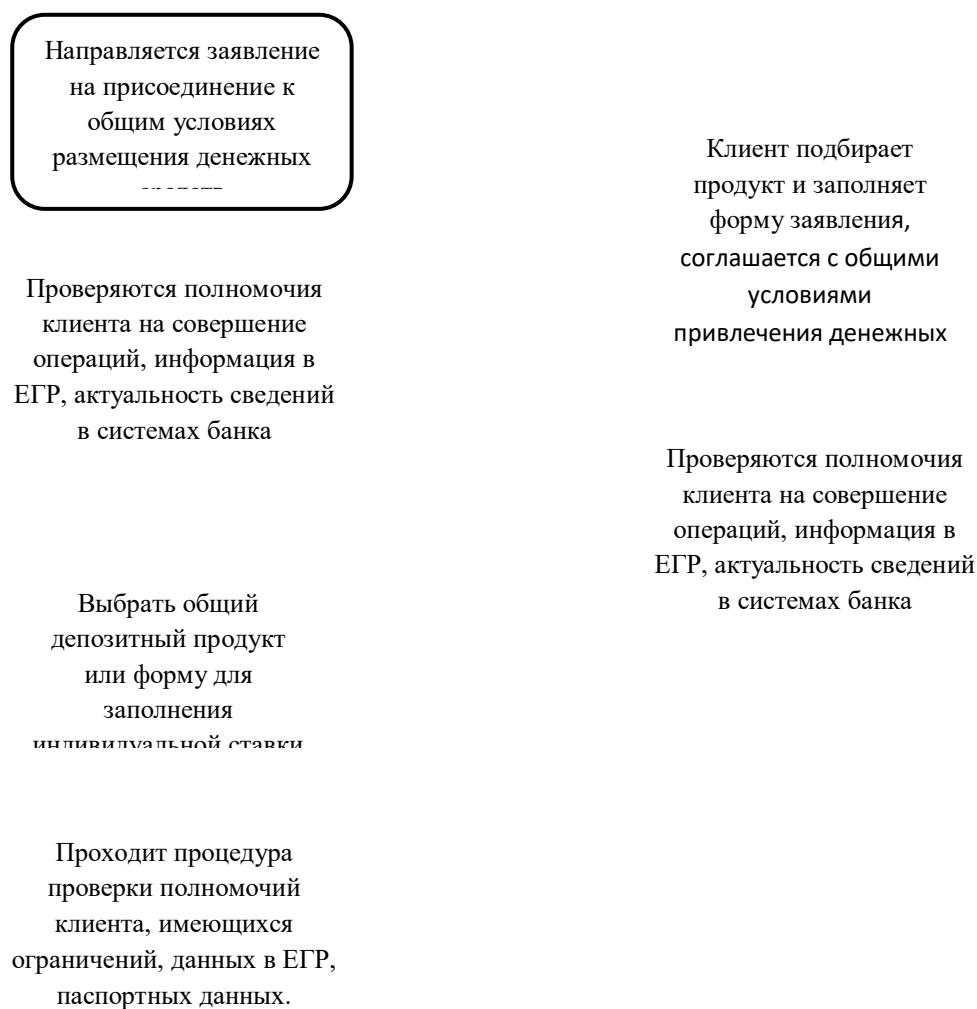 Направляется заявление
на присоединение к
общим условиях
размещения денежных
Проверяются полномочия
клиента на совершение
операций, информация в
ЕГР, актуальность сведений
в системах банка
Выбрать общий
депозитный продукт
или форму для
заполнения
индивидуальной ставки
Проходит процедура
проверки полномочий
клиента, имеющихся
ограничений, данных в ЕГР,
паспортных данных.
Клиент подбирает
продукт и заполняет
форму заявления,
соглашается с общими
условиями
привлечения денежных
Проверяются полномочия
клиента на совершение
операций, информация в
ЕГР, актуальность сведений
в системах банка